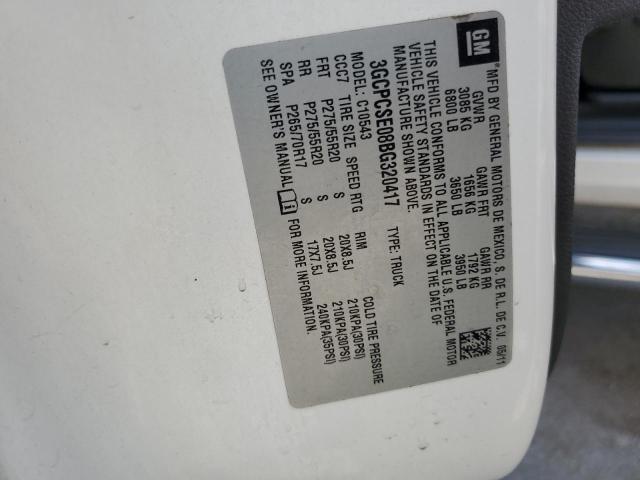 GM
MFD BY GENERAL MOTORS DE MEXICO, S. DE R.L. DE C.V. 05/11
GVWR GAWR FRT GAWR RR
3085 KG 1656 KG 1792 KG
6800 LB 3650 LB 3950 LB
THIS VEHICLE CONFORMS TO ALL APPLICABLE U.S. FEDERAL MOTOR
VEHICLE SAFETY STANDARDS IN EFFECT ON THE DATE OF
MANUFACTURE SHOWN ABOVE.
3GCPCSE08BG320417 TYPE: TRUCK
MODEL: C10543
CCC7 TIRE SIZE SPEED RTG RIM COLD TIRE PRESSURE
FRT P275/55R20 S 20X8.5J 210KPA(30PSI)
RR P275/55R20 S 20X8.5J 210KPA(30PSI)
SPA P265/70R17 S 17X7.5J 240KPA(35PSI)
SEE OWNER'S MANUAL FOR MORE INFORMATION.